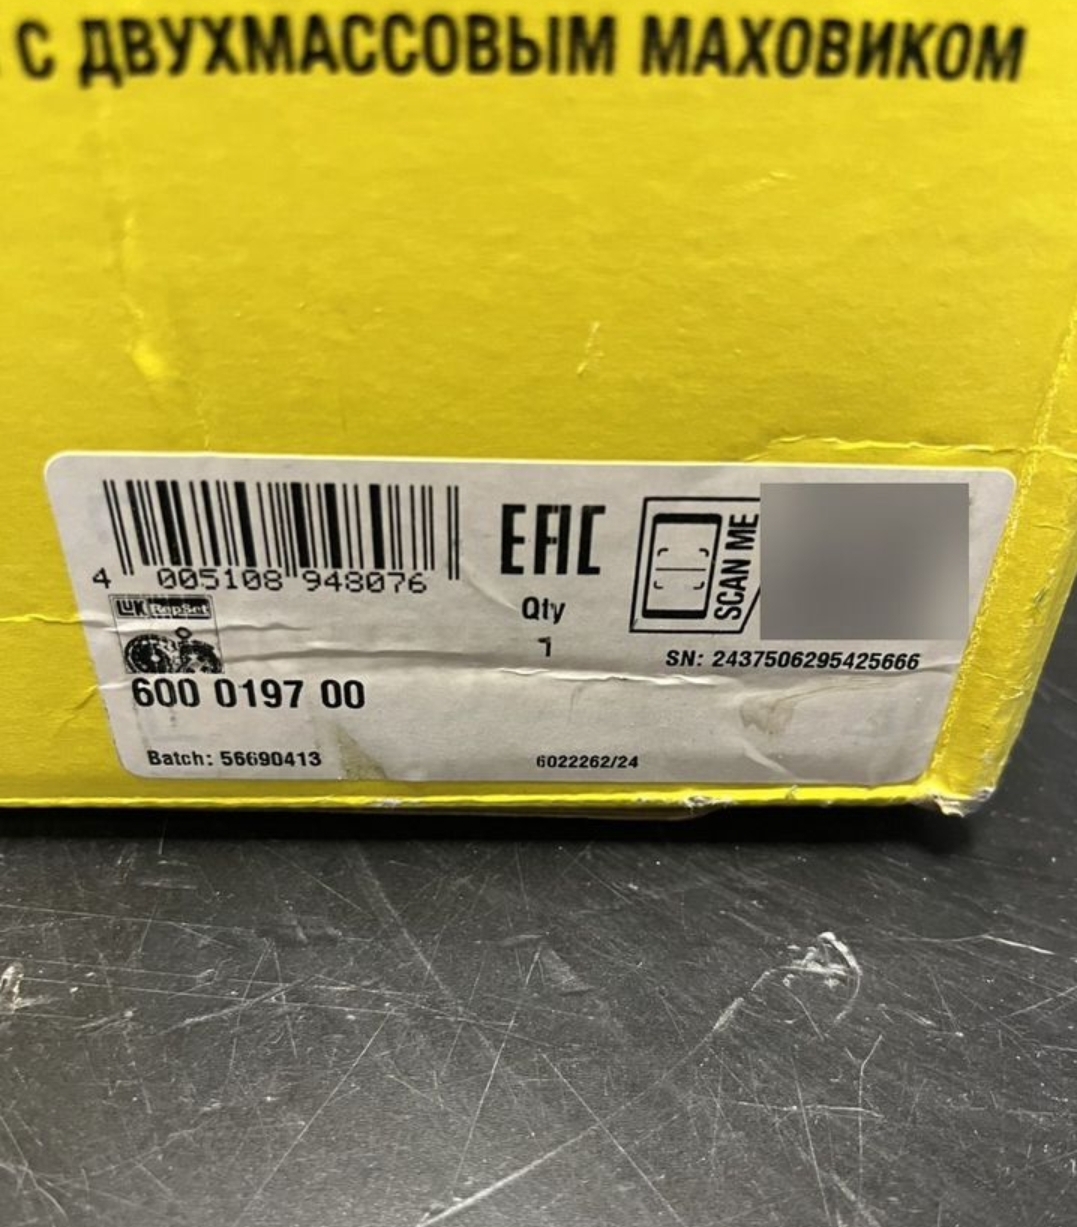 С ДВУХМАССОВЫМ МАХОВИКОМ
4 005108 948076
EAC
SCAN ME
LuK RepSet
Qty
1
SN: 2437506295425666
600 0197 00
Batch: 56690413
6022262/24